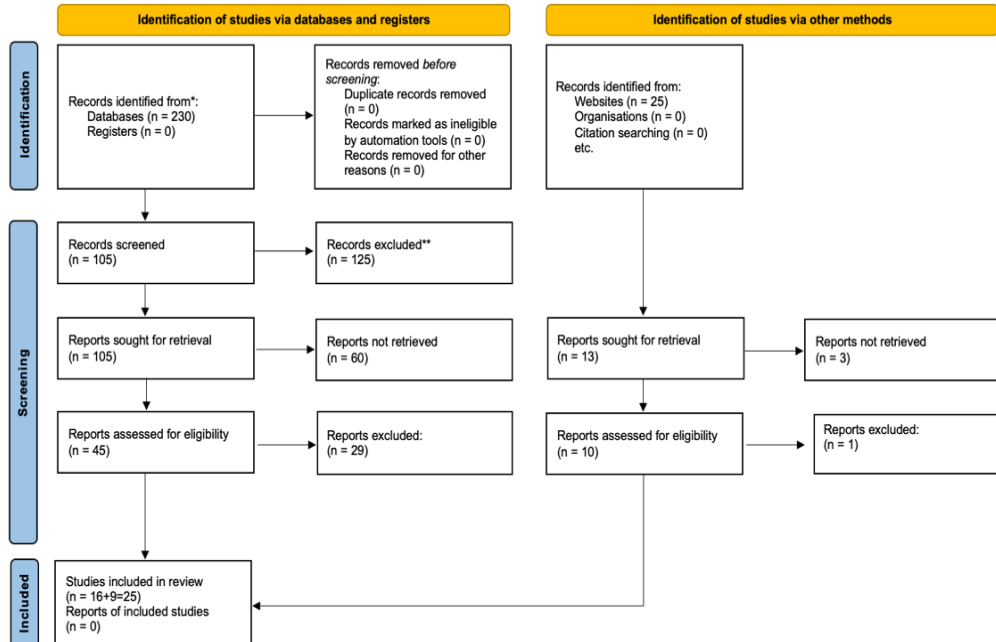 Identification of studies via databases and registers
Identification of studies via other methods
Identification
Records identified from*:
Databases (n = 230)
Registers (n = 0)
Records removed before
screening:
Duplicate records removed
(n = 0)
Records marked as ineligible
by automation tools (n = 0)
Records removed for other
reasons (n = 0)
Records identified from:
Websites (n = 25)
Organisations (n = 0)
Citation searching (n = 0)
etc.
Screening
Records screened
(n = 105)
Records excluded**
(n = 125)
Reports sought for retrieval
(n = 105)
Reports not retrieved
(n = 60)
Reports sought for retrieval
(n = 13)
Reports not retrieved
(n = 3)
Reports assessed for eligibility
(n = 45)
Reports excluded:
(n = 29)
Reports assessed for eligibility
(n = 10)
Reports excluded:
(n = 1)
Included
Studies included in review
(n = 16+9=25)
Reports of included studies
(n = 0)